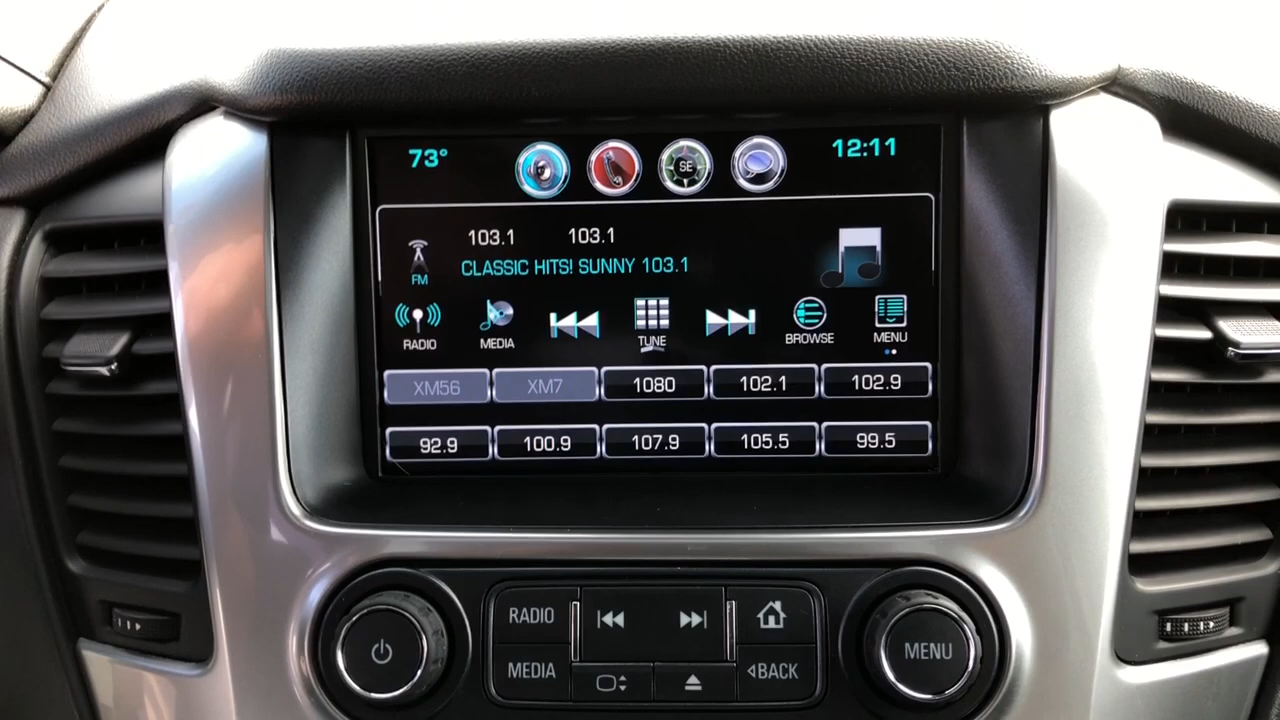 73° SE 12:11
103.1 103.1
CLASSIC HITS! SUNNY 103.1
FM
RADIO MEDIA TUNE BROWSE MENU
XM56 XM7 1080 102.1 102.9
92.9 100.9 107.9 105.5 99.5
RADIO
MEDIA BACK
MENU